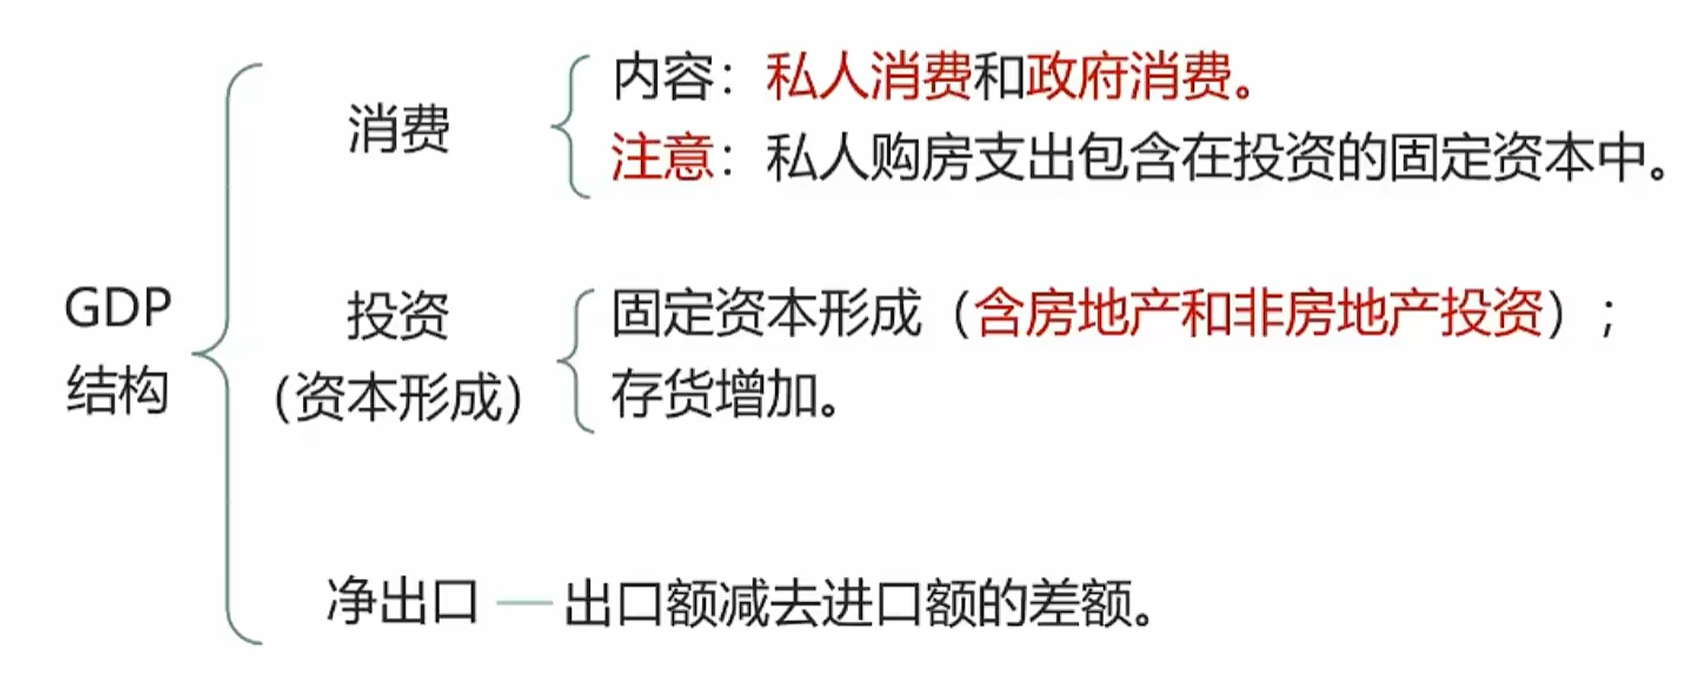 GDP
结构
消费
内容：私人消费和政府消费。
注意：私人购房支出包含在投资的固定资本中。
投资
（资本形成）
固定资本形成（含房地产和非房地产投资）；
存货增加。
净出口
出口额减去进口额的差额。